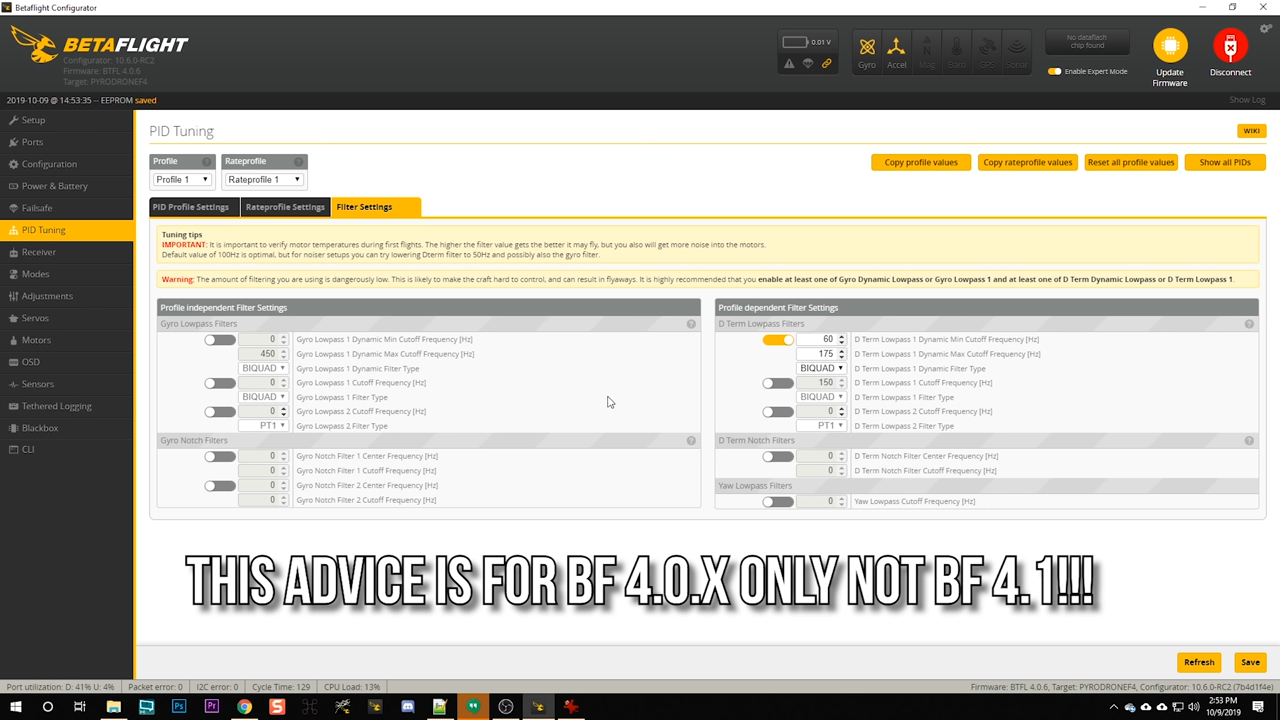 Betaflight Configurator
BETAFLIGHT
Configurator: 10.6.0-RC2
Firmware: BTFL 4.0.6
Target: PYRODRONEF4
0.01 V
Gyro Accel Mag Baro GPS Sonar
No dataflash
chip found
Enable Expert Mode
Update
Firmware
Disconnect
2019-10-09 @ 14:53:35 -- EEPROM saved
Show Log
Setup
Ports
Configuration
Power & Battery
Failsafe
PID Tuning
Receiver
Modes
Adjustments
Servos
Motors
OSD
Sensors
Tethered Logging
Blackbox
CLI
PID Tuning
WIKI
Profile
Profile 1
Rateprofile
Rateprofile 1
Copy profile values
Copy rateprofile values
Reset all profile values
Show all PIDs
PID Profile Settings
Rateprofile Settings
Filter Settings
Tuning tips
IMPORTANT: It is important to verify motor temperatures during first flights. The higher the filter value gets the better it may fly, but you also will get more noise into the motors.
Default value of 100Hz is optimal, but for noiser setups you can try lowering Dterm filter to 50Hz and possibly also the gyro filter.
Warning: The amount of filtering you are using is dangerously low. This is likely to make the craft hard to control, and can result in flyaways. It is highly recommended that you enable at least one of Gyro Dynamic Lowpass or Gyro Lowpass 1 and at least one of D Term Dynamic Lowpass or D Term Lowpass 1.
Profile independent Filter Settings
Gyro Lowpass Filters
0 Gyro Lowpass 1 Dynamic Min Cutoff Frequency [Hz]
450 Gyro Lowpass 1 Dynamic Max Cutoff Frequency [Hz]
BIQUAD Gyro Lowpass 1 Dynamic Filter Type
0 Gyro Lowpass 1 Cutoff Frequency [Hz]
BIQUAD Gyro Lowpass 1 Filter Type
0 Gyro Lowpass 2 Cutoff Frequency [Hz]
PT1 Gyro Lowpass 2 Filter Type
Gyro Notch Filters
0 Gyro Notch Filter 1 Center Frequency [Hz]
0 Gyro Notch Filter 1 Cutoff Frequency [Hz]
0 Gyro Notch Filter 2 Center Frequency [Hz]
0 Gyro Notch Filter 2 Cutoff Frequency [Hz]
Profile dependent Filter Settings
D Term Lowpass Filters
60 D Term Lowpass 1 Dynamic Min Cutoff Frequency [Hz]
175 D Term Lowpass 1 Dynamic Max Cutoff Frequency [Hz]
BIQUAD D Term Lowpass 1 Dynamic Filter Type
150 D Term Lowpass 1 Cutoff Frequency [Hz]
BIQUAD D Term Lowpass 1 Filter Type
0 D Term Lowpass 2 Cutoff Frequency [Hz]
PT1 D Term Lowpass 2 Filter Type
D Term Notch Filters
0 D Term Notch Filter Center Frequency [Hz]
0 D Term Notch Filter Cutoff Frequency [Hz]
Yaw Lowpass Filters
0 Yaw Lowpass Cutoff Frequency [Hz]
THIS ADVICE IS FOR BF 4.0.X ONLY NOT BF 4.1!!!
Refresh
Save
Port utilization: D: 41% U: 4% Packet error: 0 I2C error: 0 Cycle Time: 129 CPU Load: 13%
Firmware: BTFL 4.0.6, Target: PYRODRONEF4, Configurator: 10.6.0-RC2 (7b4d1f4e)
2:53 PM
10/9/2019